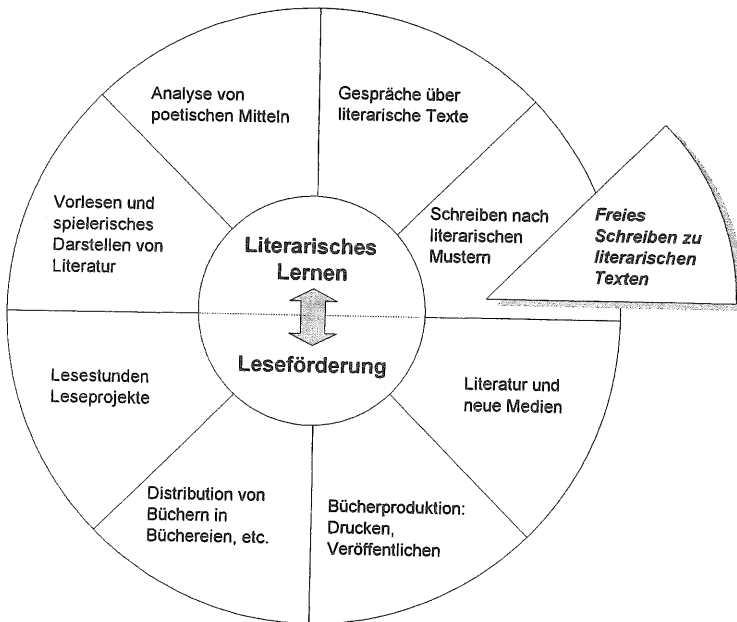 Analyse von
poetischen Mitteln
Gespräche über
literarische Texte
Vorlesen und
spielerisches
Darstellen von
Literatur
Literarisches
Lernen
Schreiben nach
literarischen
Mustern
Freies
Schreiben zu
literarischen
Texten
Leseförderung
Lesestunden
Leseprojekte
Literatur und
neue Medien
Distribution von
Büchern in
Büchereien, etc.
Bücherproduktion:
Drucken,
Veröffentlichen